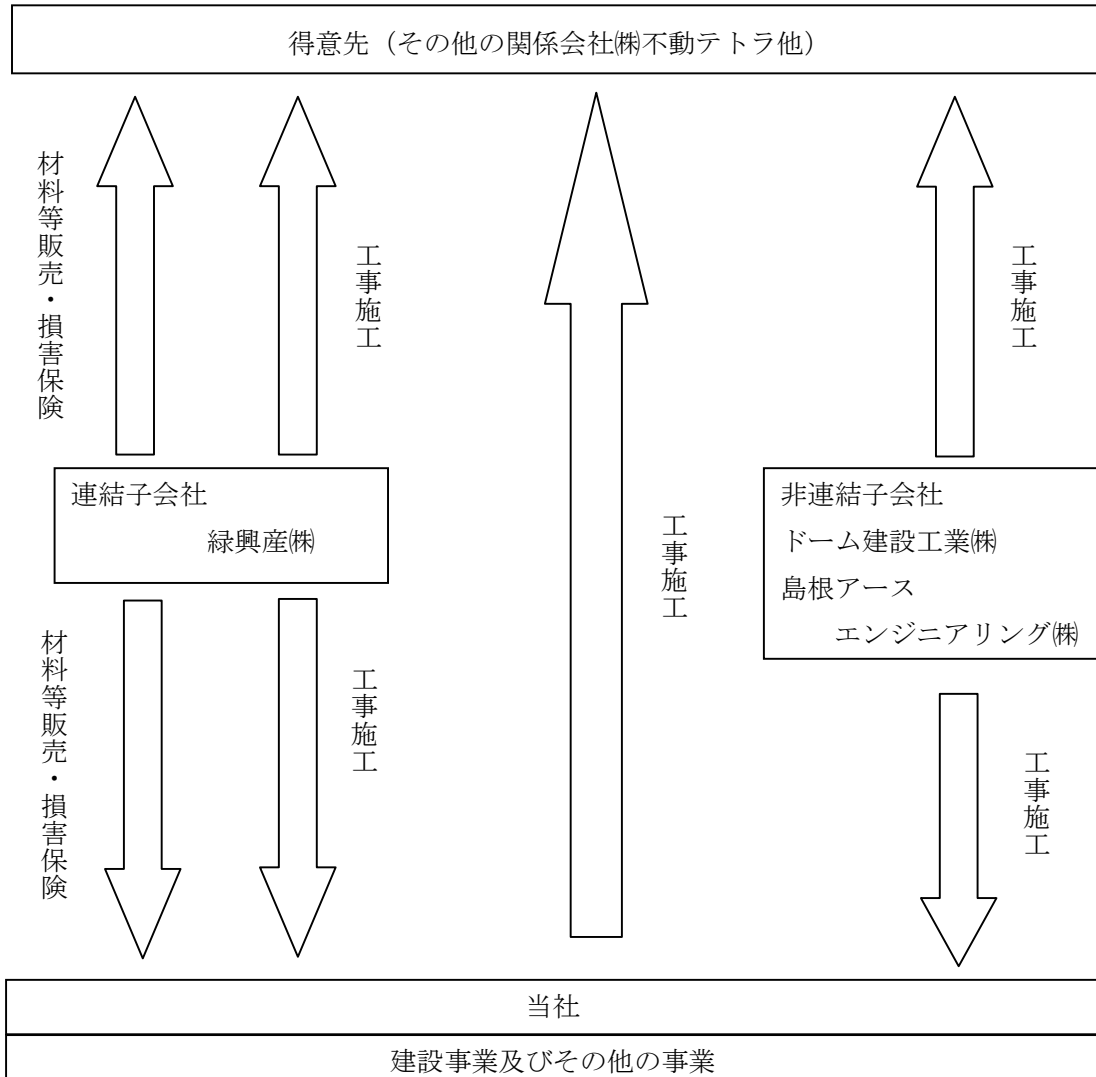 得意先（その他の関係会社㈱不動テトラ他）
材料等販売・損害保険
工事施工
工事施工
連結子会社
緑興産㈱
工事施工
非連結子会社
ドーム建設工業㈱
島根アース
エンジニアリング㈱
材料等販売・損害保険
工事施工
工事施工
当社
建設事業及びその他の事業